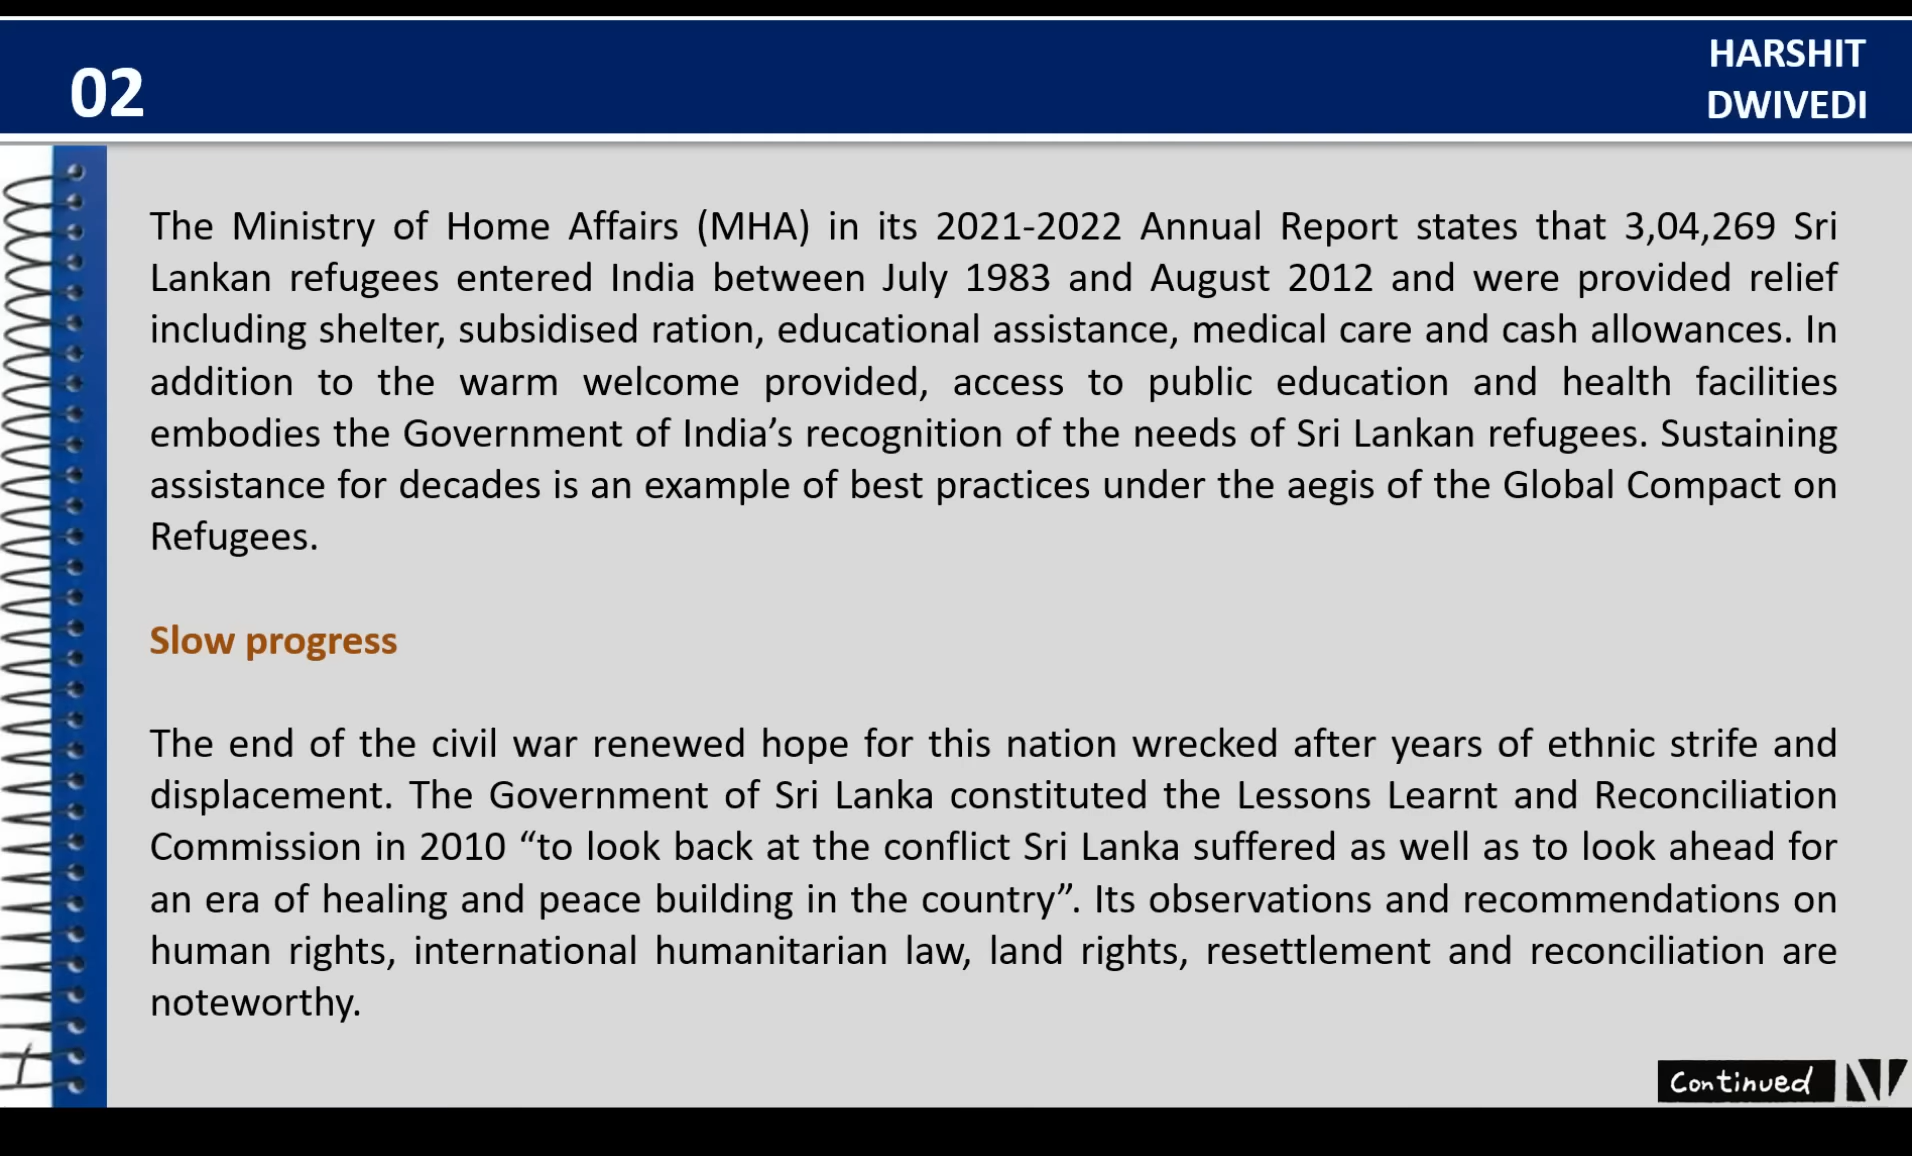 02
HARSHIT
DWIVEDI
The Ministry of Home Affairs (MHA) in its 2021-2022 Annual Report states that 3,04,269 Sri
Lankan refugees entered India between July 1983 and August 2012 and were provided relief
including shelter, subsidised ration, educational assistance, medical care and cash allowances. In
addition to the warm welcome provided, access to public education and health facilities
embodies the Government of India’s recognition of the needs of Sri Lankan refugees. Sustaining
assistance for decades is an example of best practices under the aegis of the Global Compact on
Refugees.
Slow progress
The end of the civil war renewed hope for this nation wrecked after years of ethnic strife and
displacement. The Government of Sri Lanka constituted the Lessons Learnt and Reconciliation
Commission in 2010 “to look back at the conflict Sri Lanka suffered as well as to look ahead for
an era of healing and peace building in the country”. Its observations and recommendations on
human rights, international humanitarian law, land rights, resettlement and reconciliation are
noteworthy.
Continued